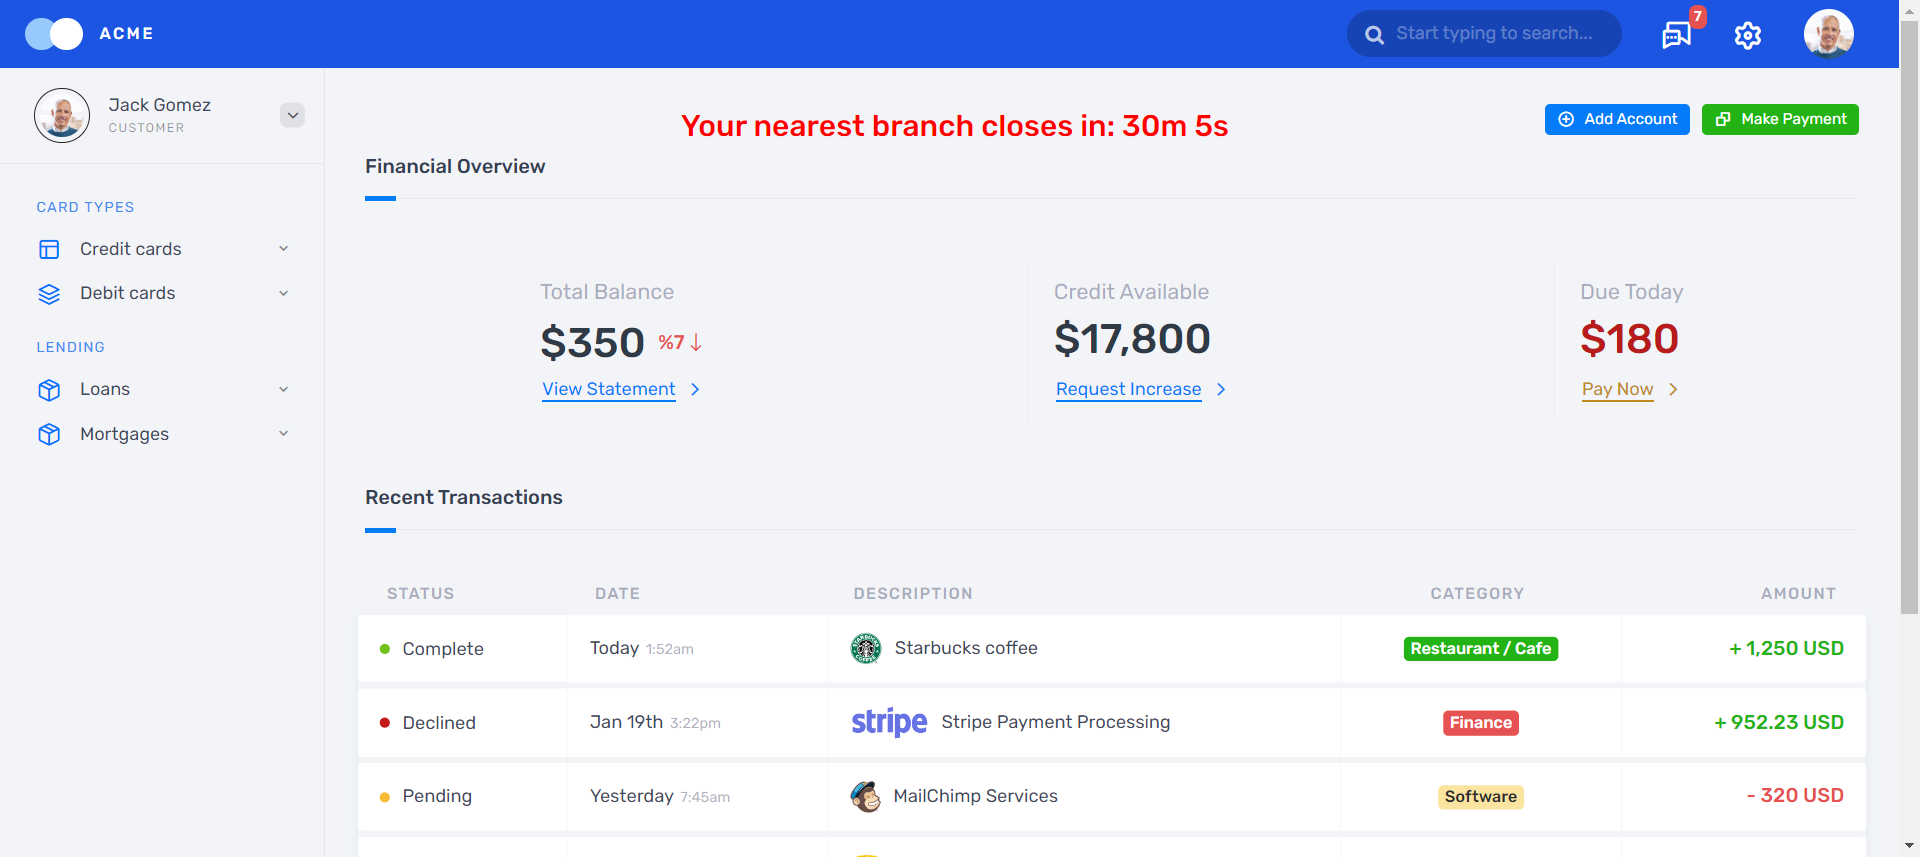 ACME
Start typing to search...
7
Jack Gomez
CUSTOMER
Your nearest branch closes in: 30m 5s
Add Account
Make Payment
Financial Overview
CARD TYPES
Credit cards
Debit cards
LENDING
Loans
Mortgages
Total Balance
$350 %7
View Statement
Credit Available
$17,800
Request Increase
Due Today
$180
Pay Now
Recent Transactions
STATUS DATE DESCRIPTION CATEGORY AMOUNT
Complete Today 1:52am Starbucks coffee Restaurant / Cafe + 1,250 USD
Declined Jan 19th 3:22pm stripe Stripe Payment Processing Finance + 952.23 USD
Pending Yesterday 7:45am MailChimp Services Software - 320 USD